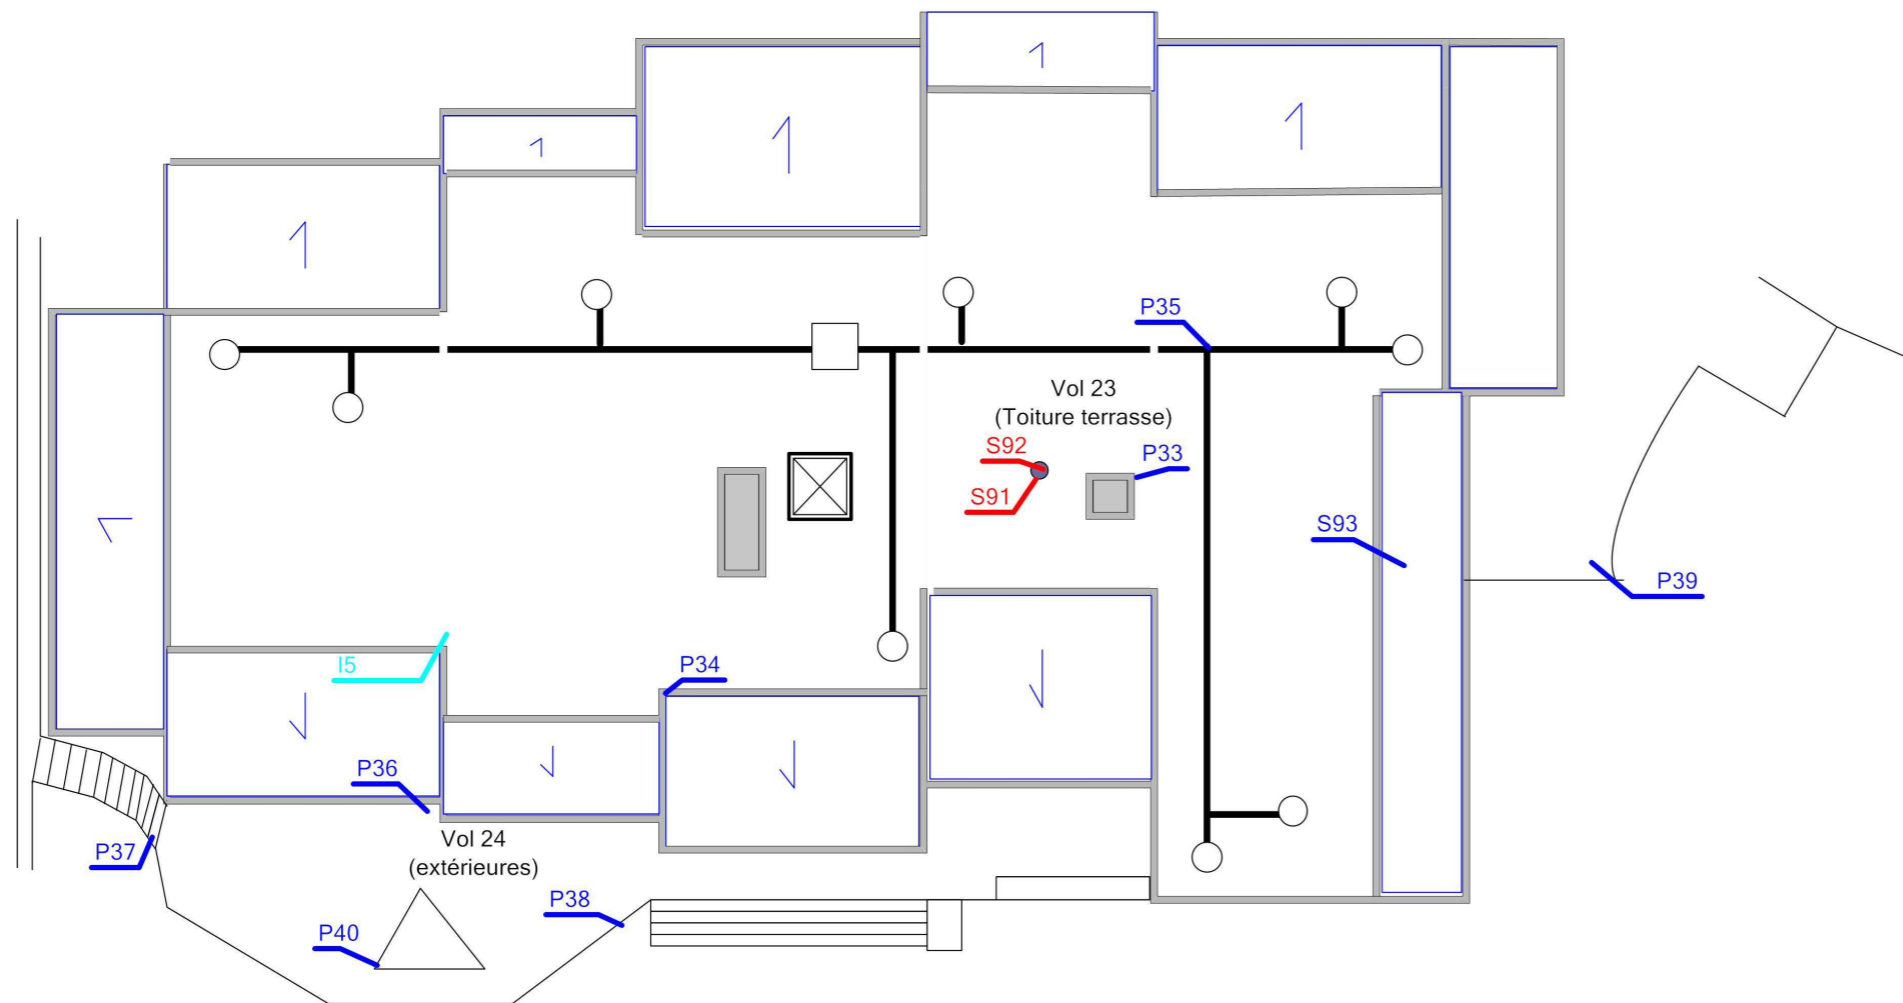 P35
Vol 23
(Toiture terrasse)
S92
P33
S91
S93
P39
I5
P34
P36
Vol 24
(extérieures)
P37
P38
P40